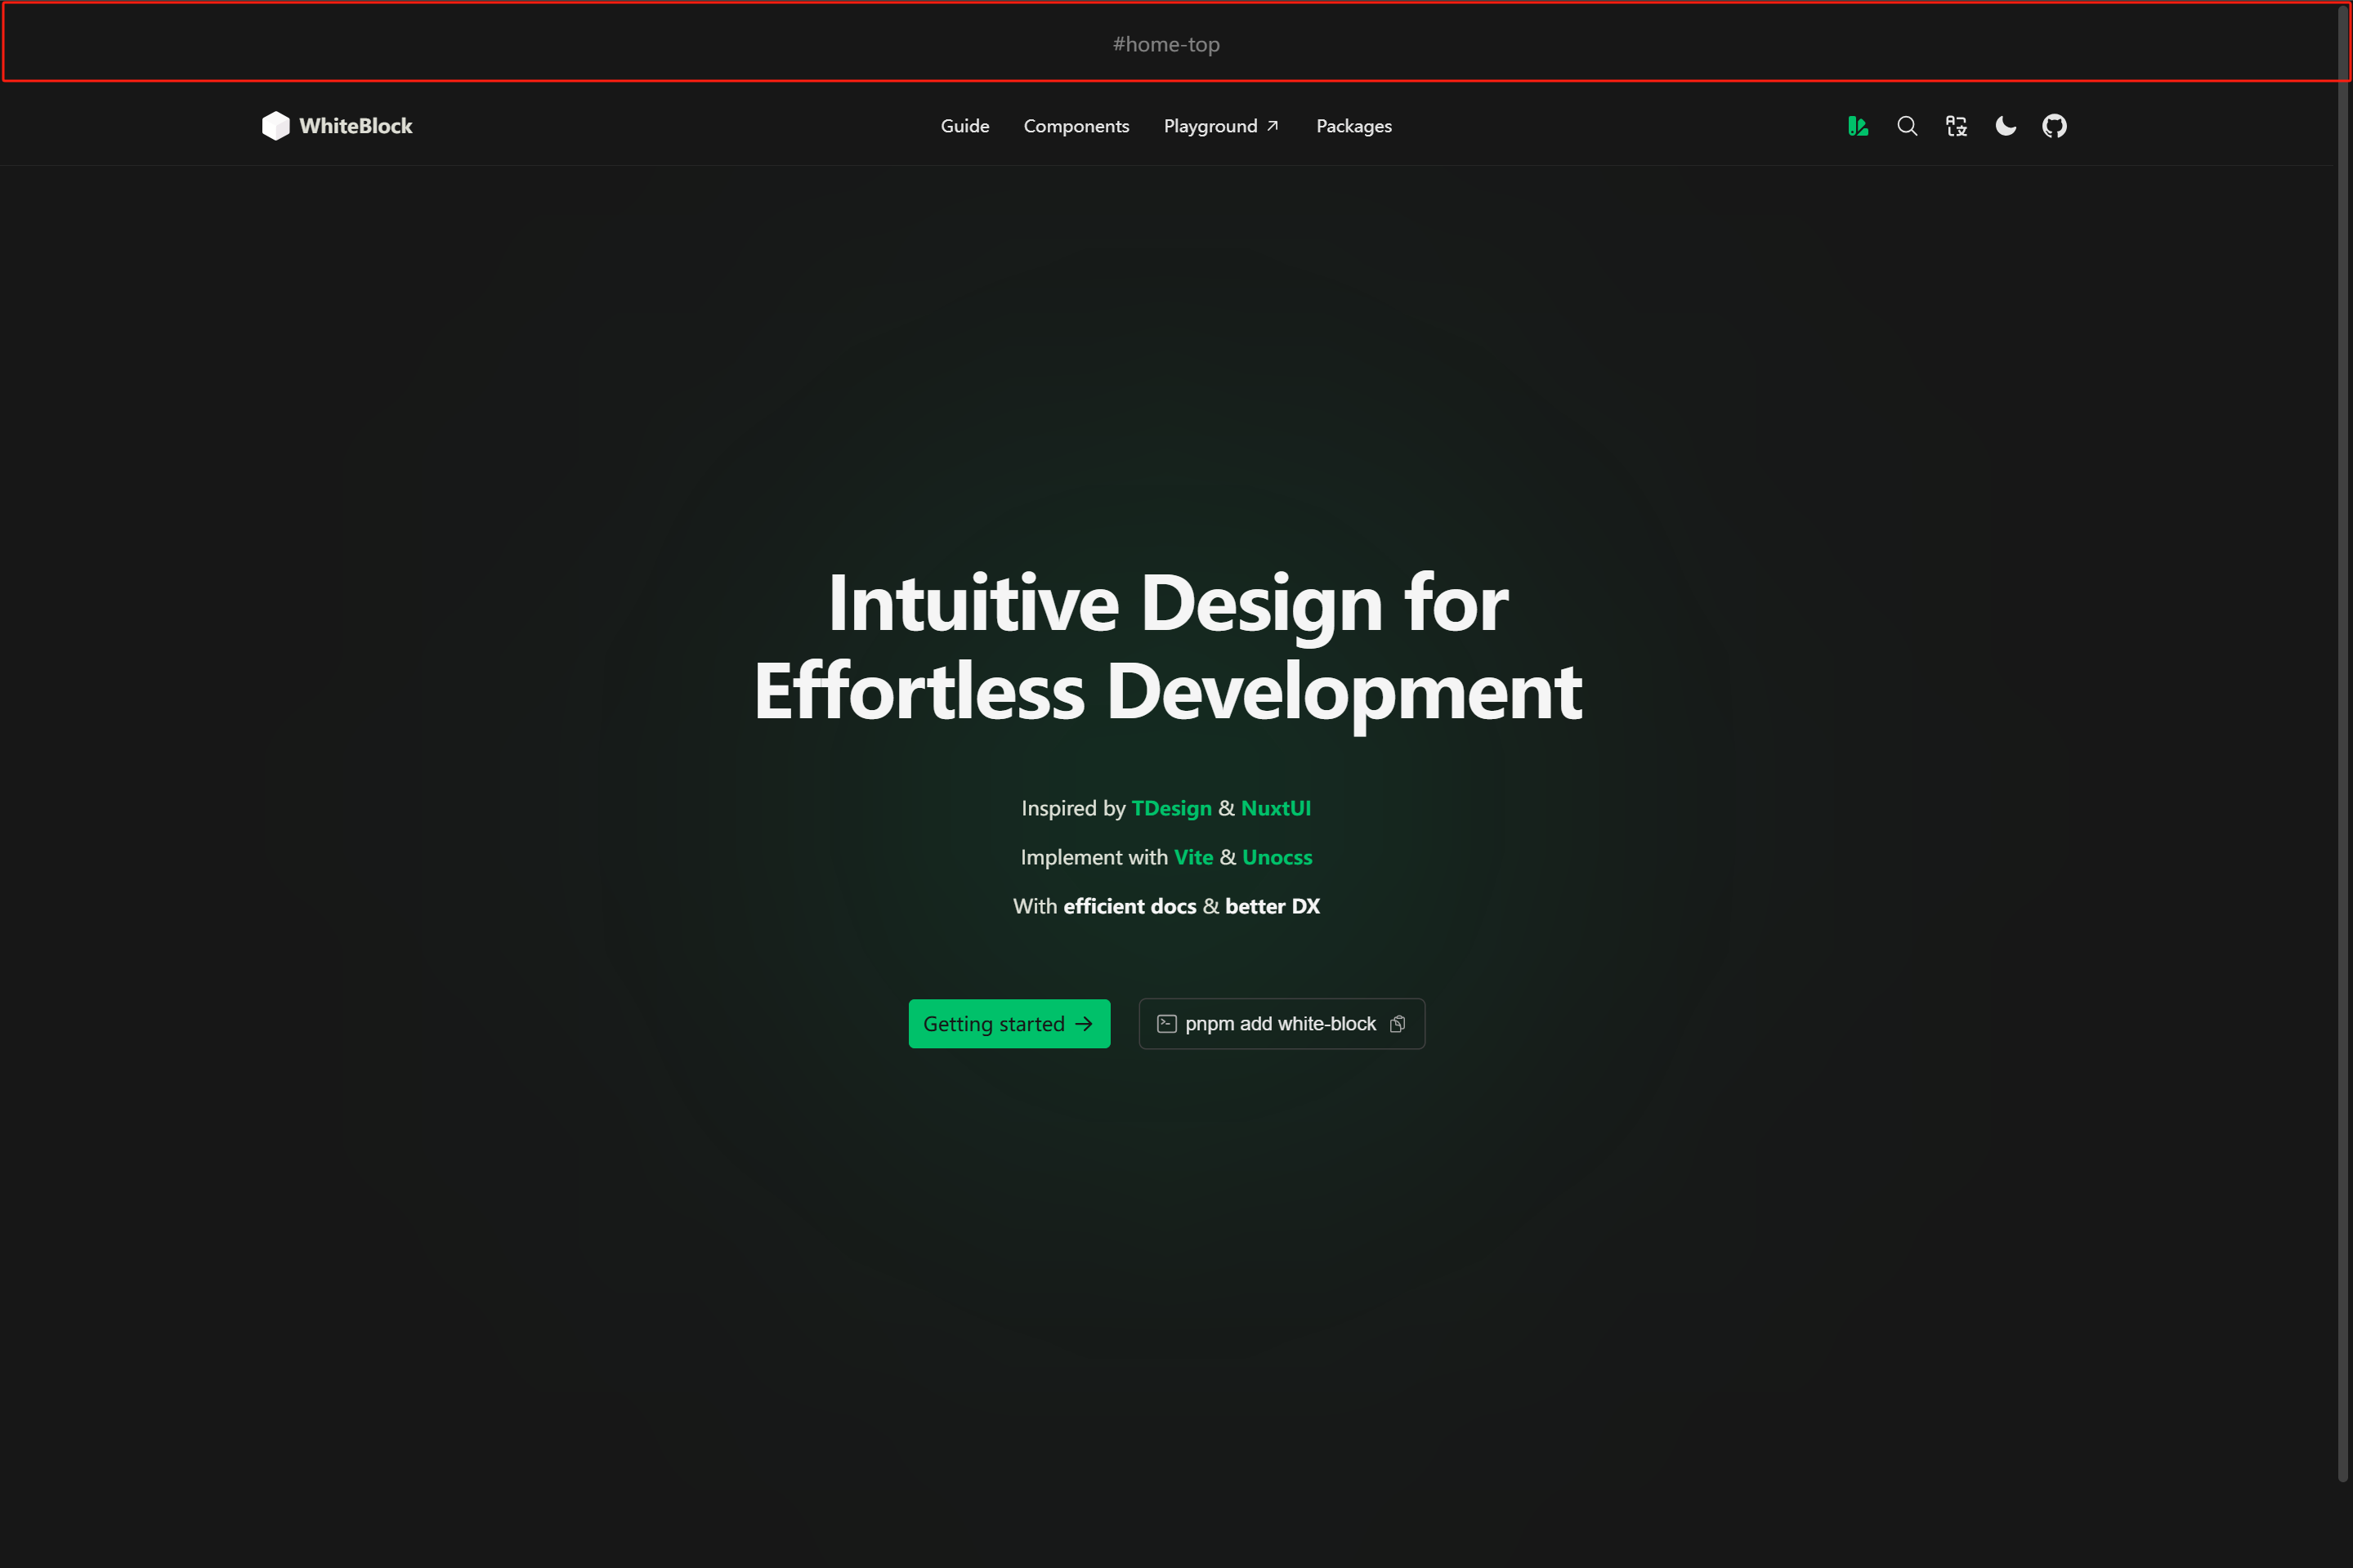 #home-top
WhiteBlock
Guide Components Playground Packages
Intuitive Design for
Effortless Development
Inspired by TDesign & NuxtUI
Implement with Vite & Unocss
With efficient docs & better DX
Getting started
pnpm add white-block